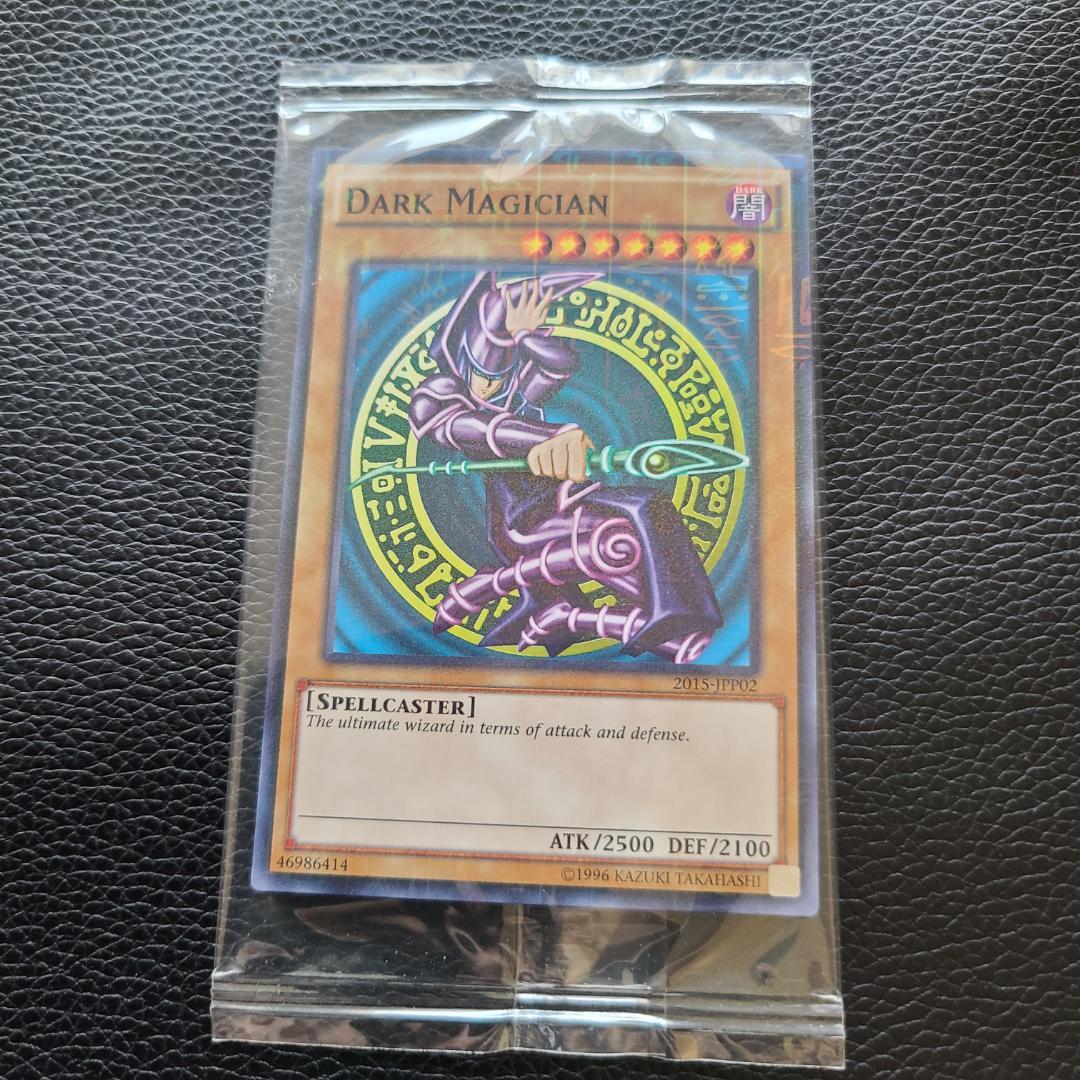 DARK MAGICIAN
DARK
闇
2015-JPP02
[SPELLCASTER]
The ultimate wizard in terms of attack and defense.
ATK/2500 DEF/2100
46986414
©1996 KAZUKI TAKAHASHI